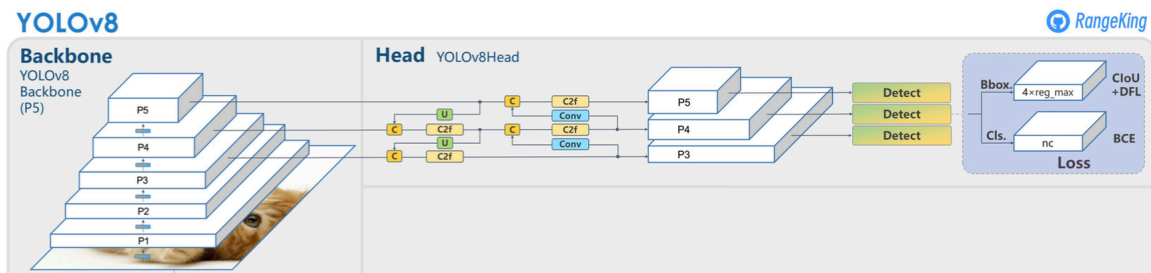 YOLOv8
RangeKing
Backbone
YOLOv8
Backbone
(P5)
Head YOLOv8Head
P5
P4
P3
P2
P1
U
C
C2f
U
C
C2f
C
C2f
Conv
C
C2f
Conv
P5
P4
P3
Detect
Detect
Detect
Bbox.
4×reg_max
CIoU
+DFL
Cls.
nc
BCE
Loss